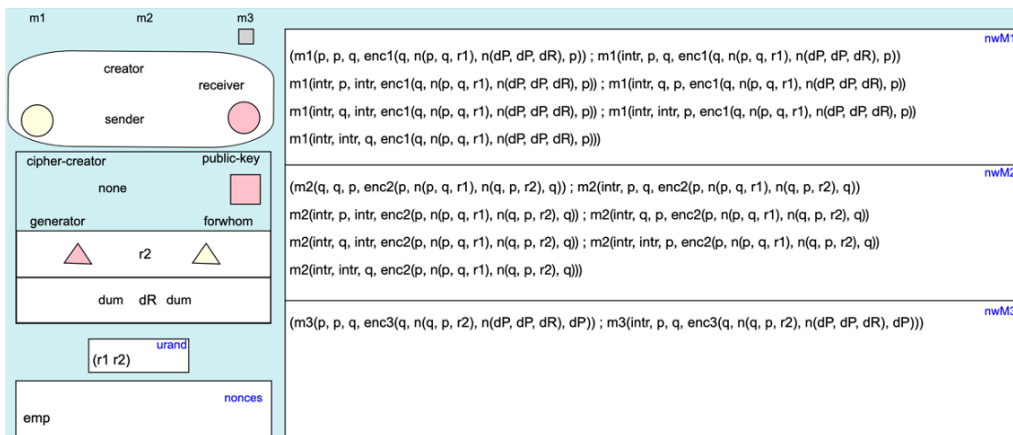 m1 m2 m3
creator
receiver
sender
cipher-creator public-key
none
generator forwhom
r2
dum dR dum
urand
(r1 r2)
nonces
emp
nwM1
(m1(p, p, q, enc1(q, n(p, q, r1), n(dP, dP, dR), p)) ; m1(intr, p, q, enc1(q, n(p, q, r1), n(dP, dP, dR), p))
m1(intr, p, intr, enc1(q, n(p, q, r1), n(dP, dP, dR), p)) ; m1(intr, q, p, enc1(q, n(p, q, r1), n(dP, dP, dR), p))
m1(intr, q, intr, enc1(q, n(p, q, r1), n(dP, dP, dR), p)) ; m1(intr, intr, p, enc1(q, n(p, q, r1), n(dP, dP, dR), p))
m1(intr, intr, q, enc1(q, n(p, q, r1), n(dP, dP, dR), p)))
nwM2
(m2(q, q, p, enc2(p, n(p, q, r1), n(q, p, r2), q)) ; m2(intr, p, q, enc2(p, n(p, q, r1), n(q, p, r2), q))
m2(intr, p, intr, enc2(p, n(p, q, r1), n(q, p, r2), q)) ; m2(intr, q, p, enc2(p, n(p, q, r1), n(q, p, r2), q))
m2(intr, q, intr, enc2(p, n(p, q, r1), n(q, p, r2), q)) ; m2(intr, intr, p, enc2(p, n(p, q, r1), n(q, p, r2), q))
m2(intr, intr, q, enc2(p, n(p, q, r1), n(q, p, r2), q)))
nwM3
(m3(p, p, q, enc3(q, n(q, p, r2), n(dP, dP, dR), dP)) ; m3(intr, p, q, enc3(q, n(q, p, r2), n(dP, dP, dR), dP)))